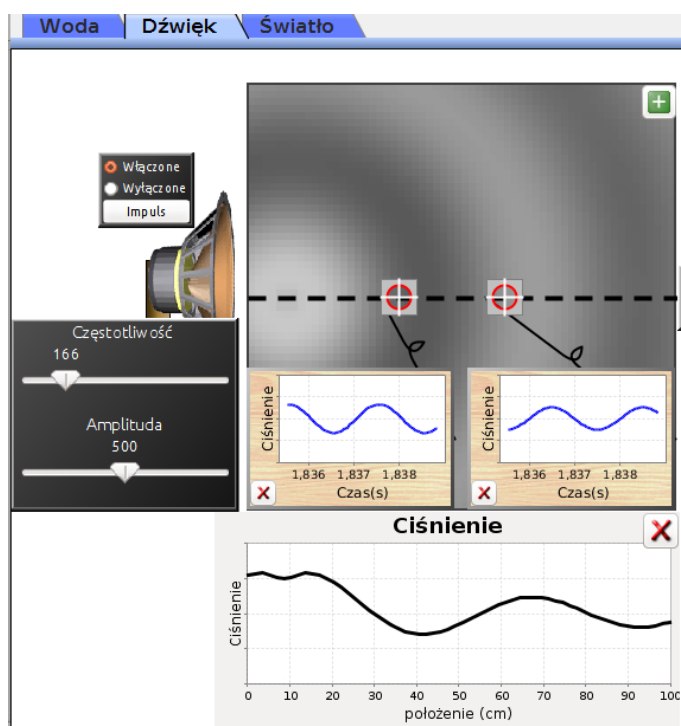 Woda Dźwięk Światło
Włączone
Wyłączone
Impuls
Częstotliwość
166
Amplituda
500
Ciśnienie
1,836 1,837 1,838
Czas(s)
Ciśnienie
1,836 1,837 1,838
Czas(s)
Ciśnienie
Ciśnienie
0 10 20 30 40 50 60 70 80 90 100
położenie (cm)